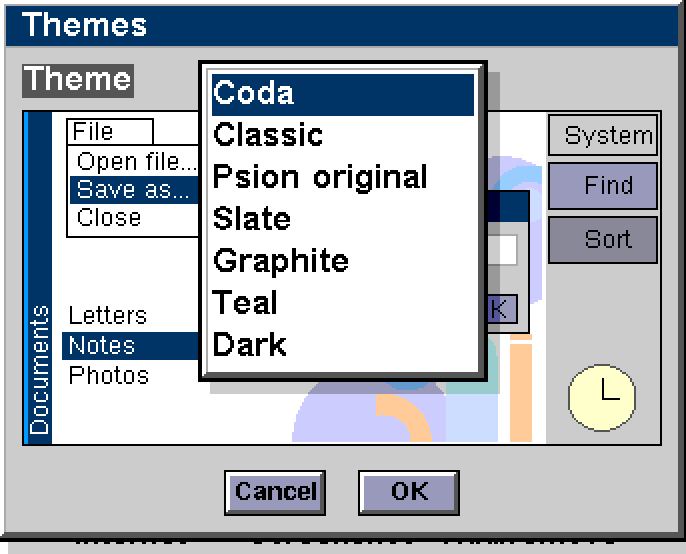 Themes
Theme
Coda
Classic
Psion original
Slate
Graphite
Teal
Dark
File
Open file...
Save as...
Close
Letters
Notes
Photos
Documents
System
Find
Sort
K
Cancel
OK